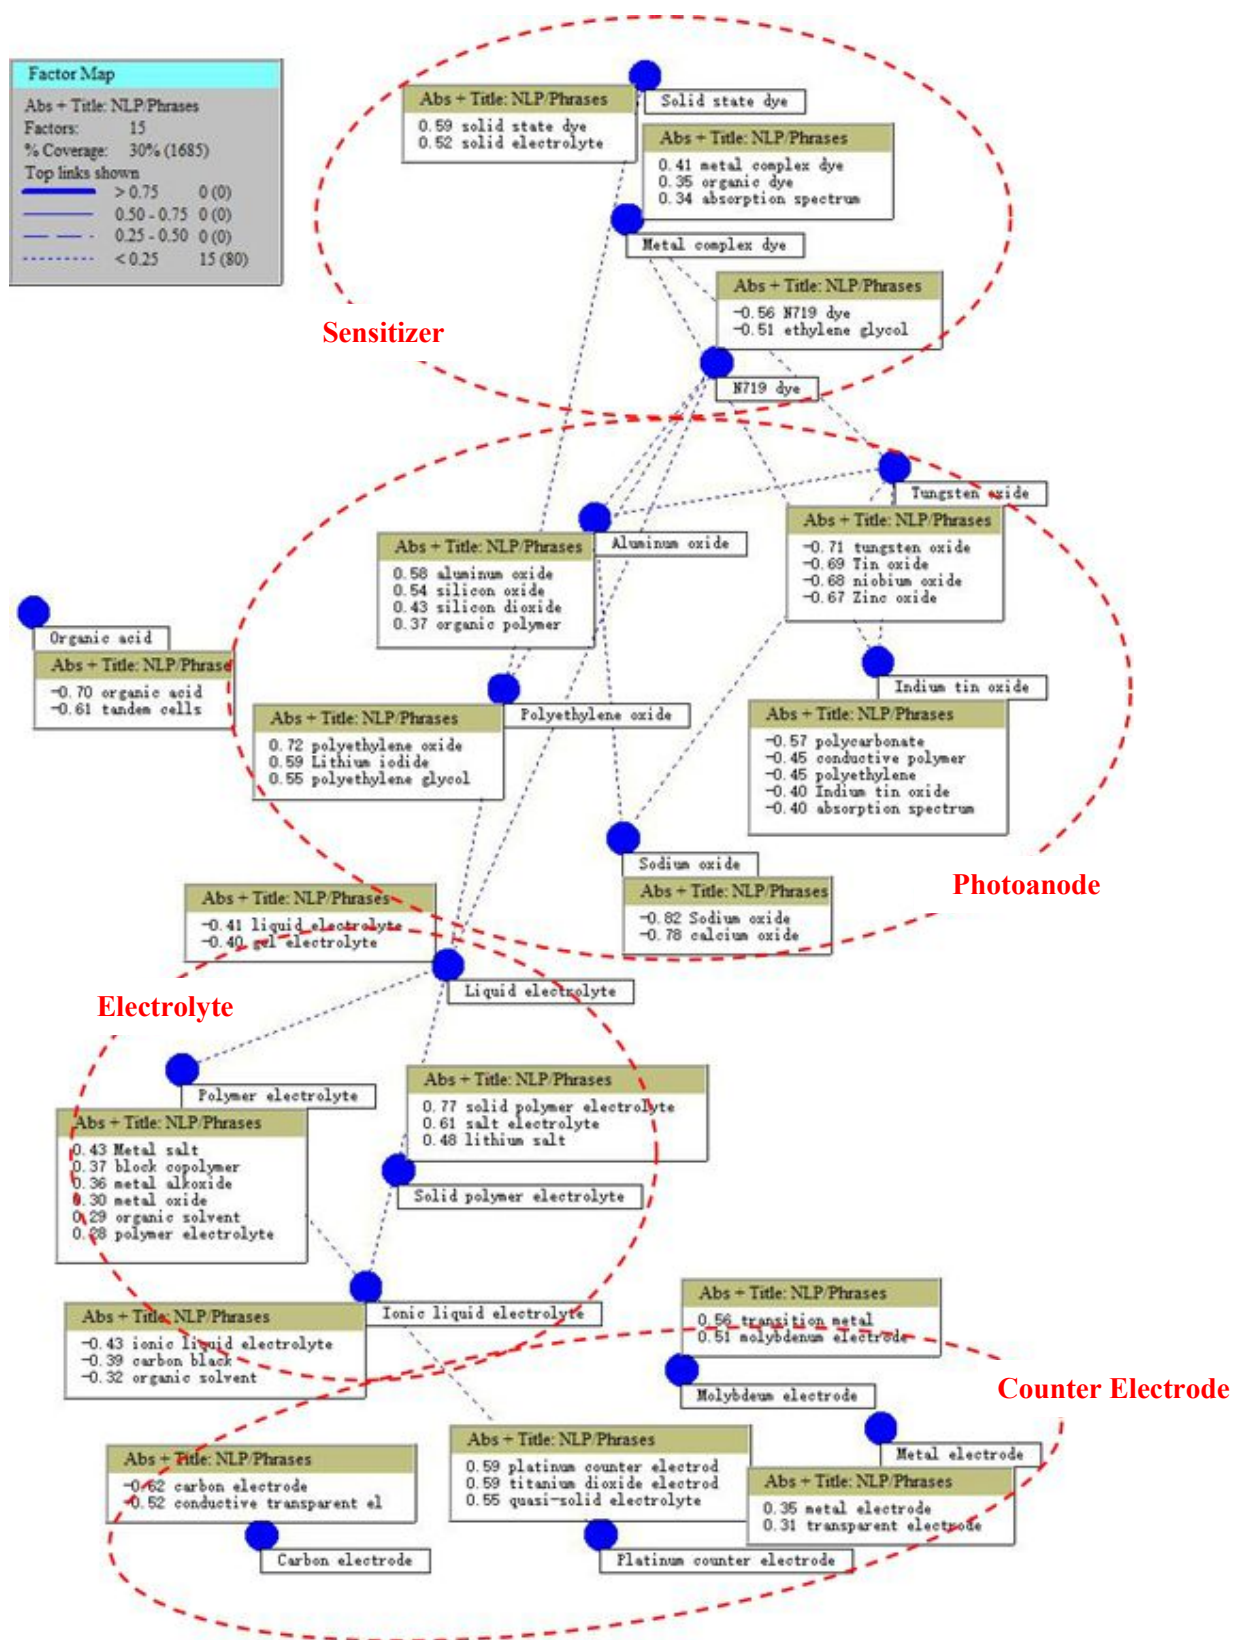 Factor Map
Abs + Title: NLP/Phrases
Factors: 15
% Coverage: 30% (1685)
Top links shown
> 0.75 0 (0)
0.50 - 0.75 0 (0)
0.25 - 0.50 0 (0)
< 0.25 15 (80)
Solid state dye
Abs + Title: NLP/Phrases
0.59 solid state dye
0.52 solid electrolyte
Abs + Title: NLP/Phrases
0.41 metal complex dye
0.35 organic dye
0.34 absorption spectrum
Metal complex dye
Abs + Title: NLP/Phrases
-0.56 N719 dye
-0.51 ethylene glycol
Sensitizer
N719 dye
Tungsten oxide
Abs + Title: NLP/Phrases
-0.71 tungsten oxide
-0.69 Tin oxide
-0.68 niobium oxide
-0.67 Zinc oxide
Aluminum oxide
Abs + Title: NLP/Phrases
0.58 aluminum oxide
0.54 silicon oxide
0.43 silicon dioxide
0.37 organic polymer
Organic acid
Abs + Title: NLP/Phrase
-0.70 organic acid
-0.61 tandem cells
Indium tin oxide
Abs + Title: NLP/Phrases
-0.57 polycarbonate
-0.45 conductive polymer
-0.45 polyethylene
-0.40 Indium tin oxide
-0.40 absorption spectrum
Polyethylene oxide
Abs + Title: NLP/Phrases
0.72 polyethylene oxide
0.59 Lithium iodide
0.55 polyethylene glycol
Sodium oxide
Abs + Title: NLP/Phrases
-0.82 Sodium oxide
-0.78 calcium oxide
Photoanode
Abs + Title: NLP/Phrases
-0.41 liquid electrolyte
-0.40 gel electrolyte
Liquid electrolyte
Electrolyte
Polymer electrolyte
Abs + Title: NLP/Phrases
0.43 Metal salt
0.37 block copolymer
0.36 metal alkoxide
0.30 metal oxide
0.29 organic solvent
0.28 polymer electrolyte
Abs + Title: NLP/Phrases
0.77 solid polymer electrolyte
0.61 salt electrolyte
0.48 lithium salt
Solid polymer electrolyte
Ionic liquid electrolyte
Abs + Title: NLP/Phrases
-0.43 ionic liquid electrolyte
-0.39 carbon black
-0.32 organic solvent
Abs + Title: NLP/Phrases
0.56 transition metal
0.51 molybdenum electrode
Molybdeum electrode
Counter Electrode
Metal electrode
Abs + Title: NLP/Phrases
0.35 metal electrode
0.31 transparent electrode
Abs + Title: NLP/Phrases
-0.62 carbon electrode
-0.52 conductive transparent el
Carbon electrode
Abs + Title: NLP/Phrases
0.59 platinum counter electrod
0.59 titanium dioxide electrod
0.55 quasi-solid electrolyte
Platinum counter electrode